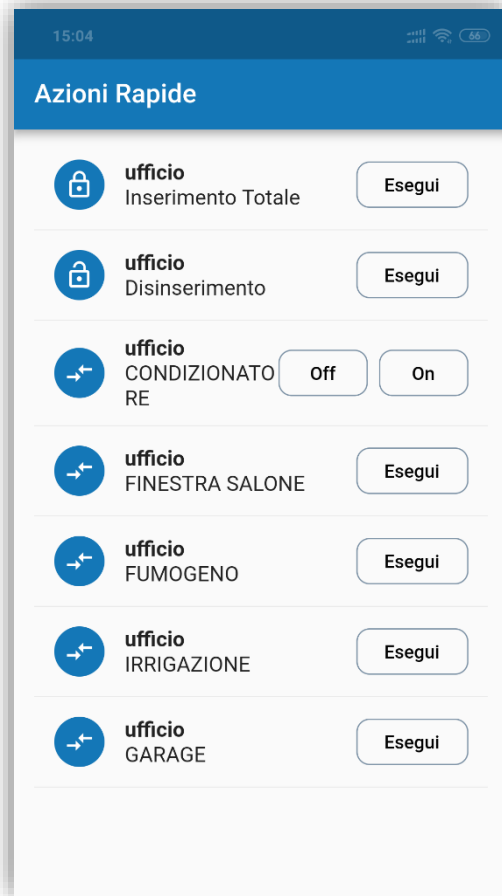 15:04
66
Azioni Rapide
ufficio
Inserimento Totale
Esegui
ufficio
Disinserimento
Esegui
ufficio
CONDIZIONATO
RE
Off
On
ufficio
FINESTRA SALONE
Esegui
ufficio
FUMOGENO
Esegui
ufficio
IRRIGAZIONE
Esegui
ufficio
GARAGE
Esegui